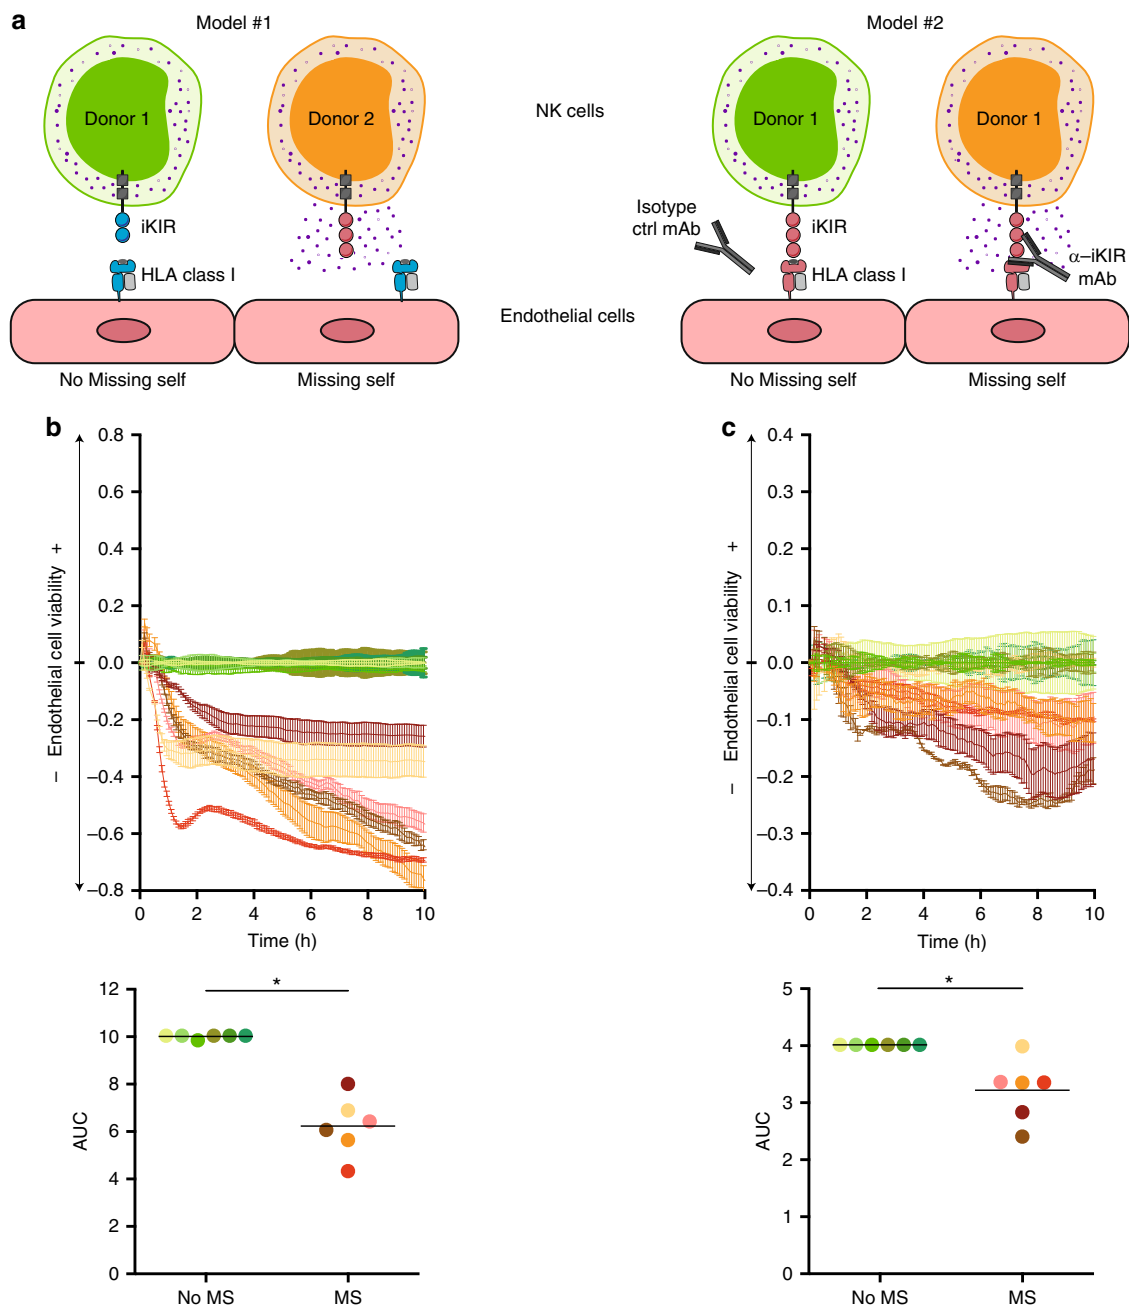 a
Model #1
Model #2
Donor 1
Donor 2
NK cells
Donor 1
Donor 1
iKIR
HLA class I
Isotype
ctrl mAb
iKIR
HLA class I
α–iKIR
mAb
Endothelial cells
No Missing self
Missing self
No Missing self
Missing self
b
– Endothelial cell viability +
0.8
0.6
0.4
0.2
0.0
–0.2
–0.4
–0.6
–0.8
0 2 4 6 8 10
Time (h)
c
– Endothelial cell viability +
0.4
0.3
0.2
0.1
0.0
–0.1
–0.2
–0.3
–0.4
0 2 4 6 8 10
Time (h)
AUC
12
10
8
6
4
2
0
*
No MS MS
AUC
5
4
3
2
1
0
*
No MS MS